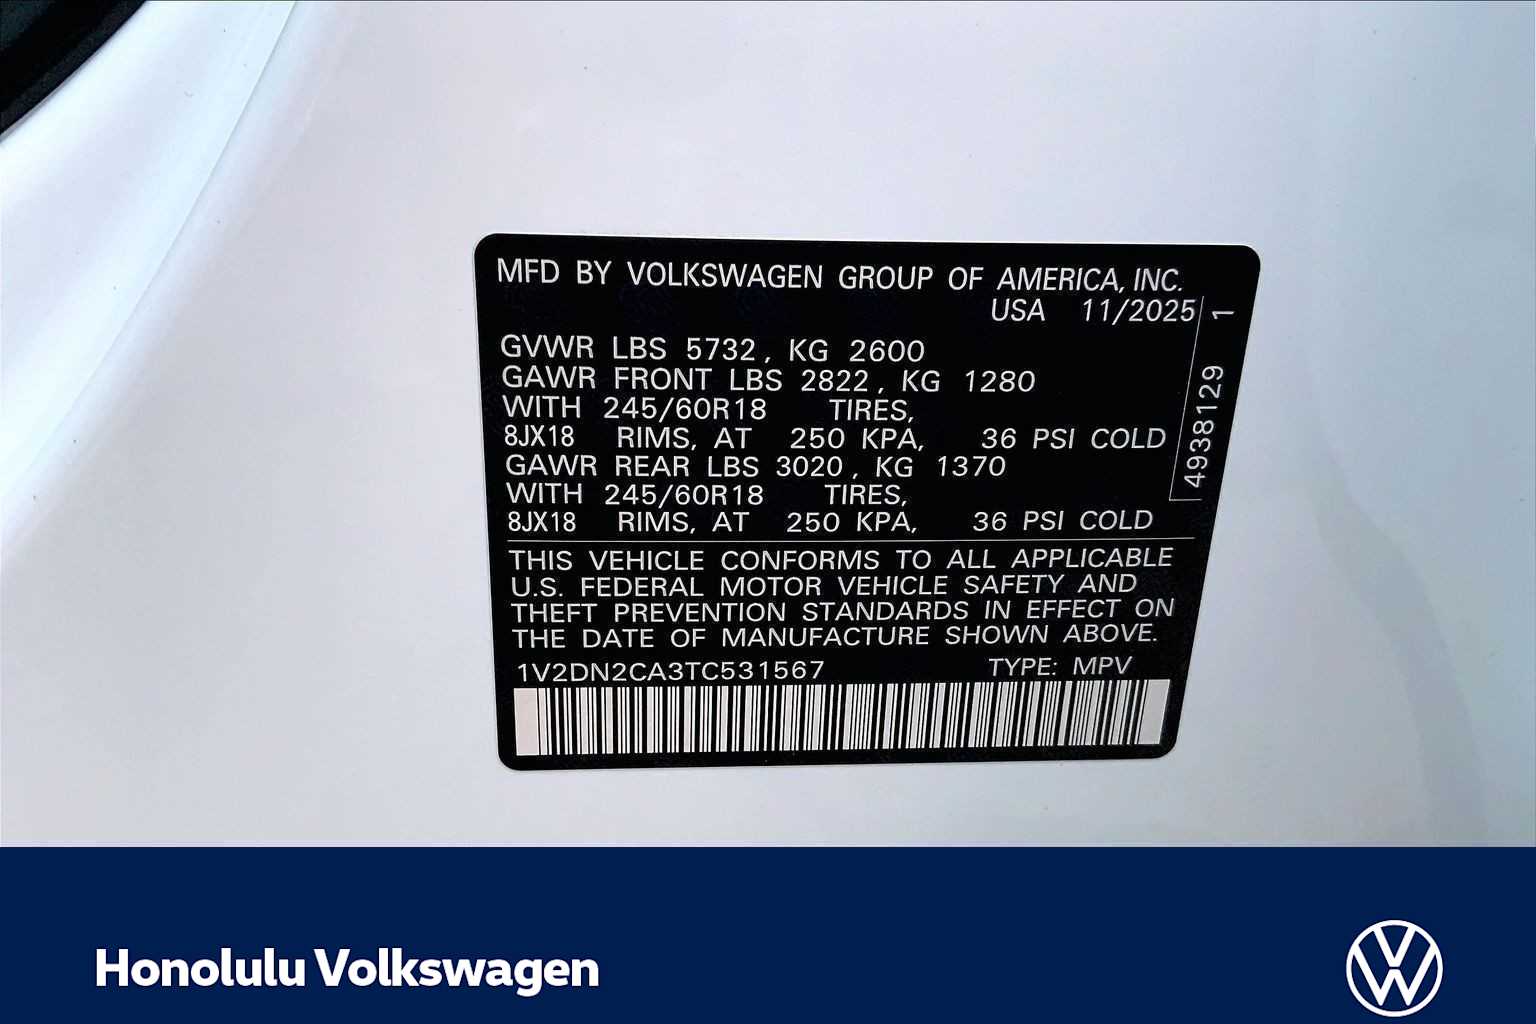 MFD BY VOLKSWAGEN GROUP OF AMERICA, INC.
USA 11/2025
GVWR LBS 5732, KG 2600
GAWR FRONT LBS 2822, KG 1280
WITH 245/60R18 TIRES,
8JX18 RIMS, AT 250 KPA, 36 PSI COLD
GAWR REAR LBS 3020, KG 1370
WITH 245/60R18 TIRES,
8JX18 RIMS, AT 250 KPA, 36 PSI COLD
4938129 1
THIS VEHICLE CONFORMS TO ALL APPLICABLE
U.S. FEDERAL MOTOR VEHICLE SAFETY AND
THEFT PREVENTION STANDARDS IN EFFECT ON
THE DATE OF MANUFACTURE SHOWN ABOVE.
1V2DN2CA3TC531567 TYPE: MPV
Honolulu Volkswagen